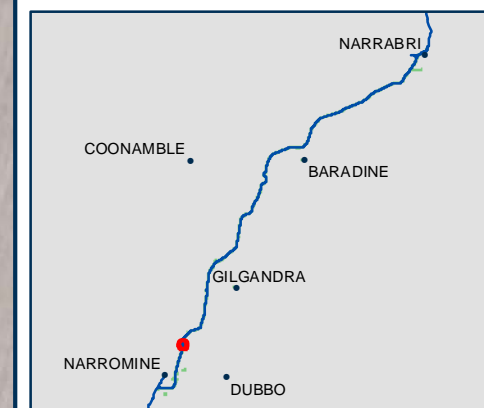 NARRABRI
COONAMBLE
BARADINE
GILGANDRA
NARROMINE
DUBBO